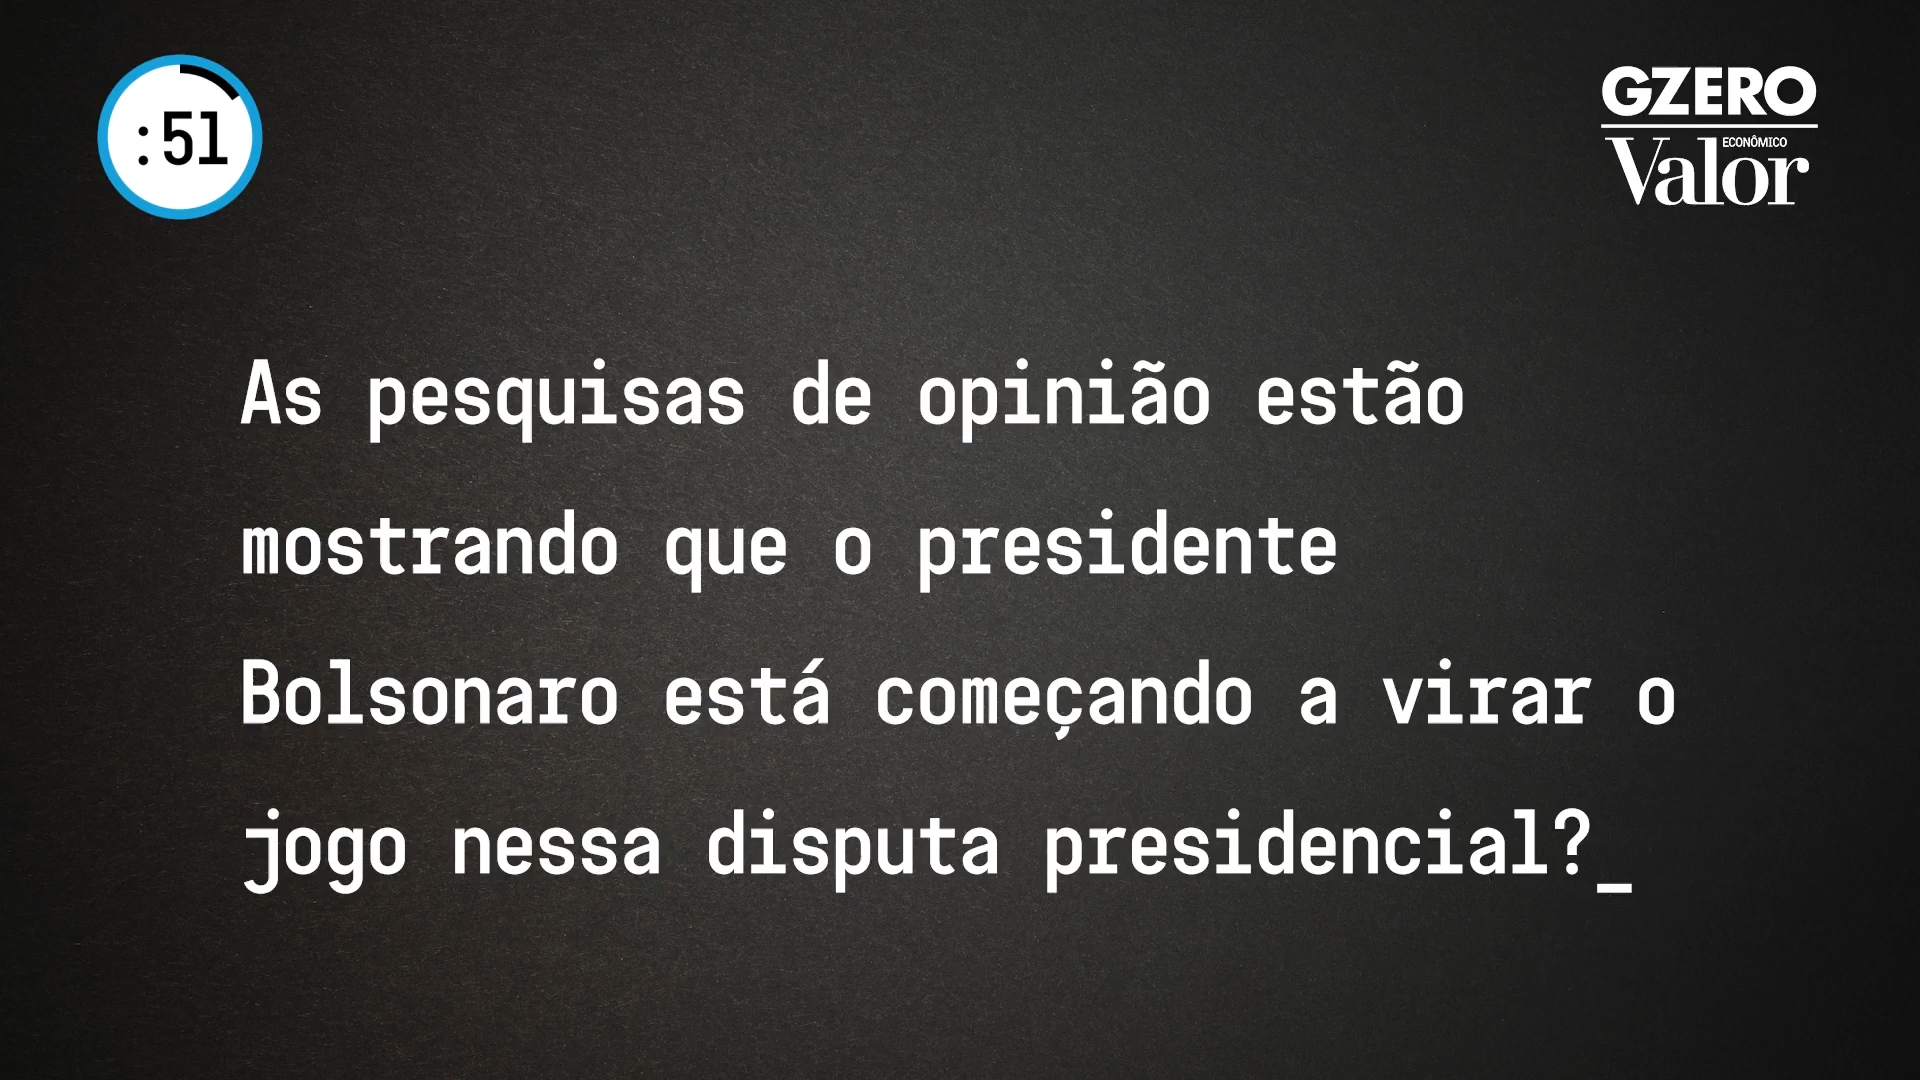 :51
GZERO
ECONÔMICO
Valor
As pesquisas de opinião estão
mostrando que o presidente
Bolsonaro está começando a virar o
jogo nessa disputa presidencial?_